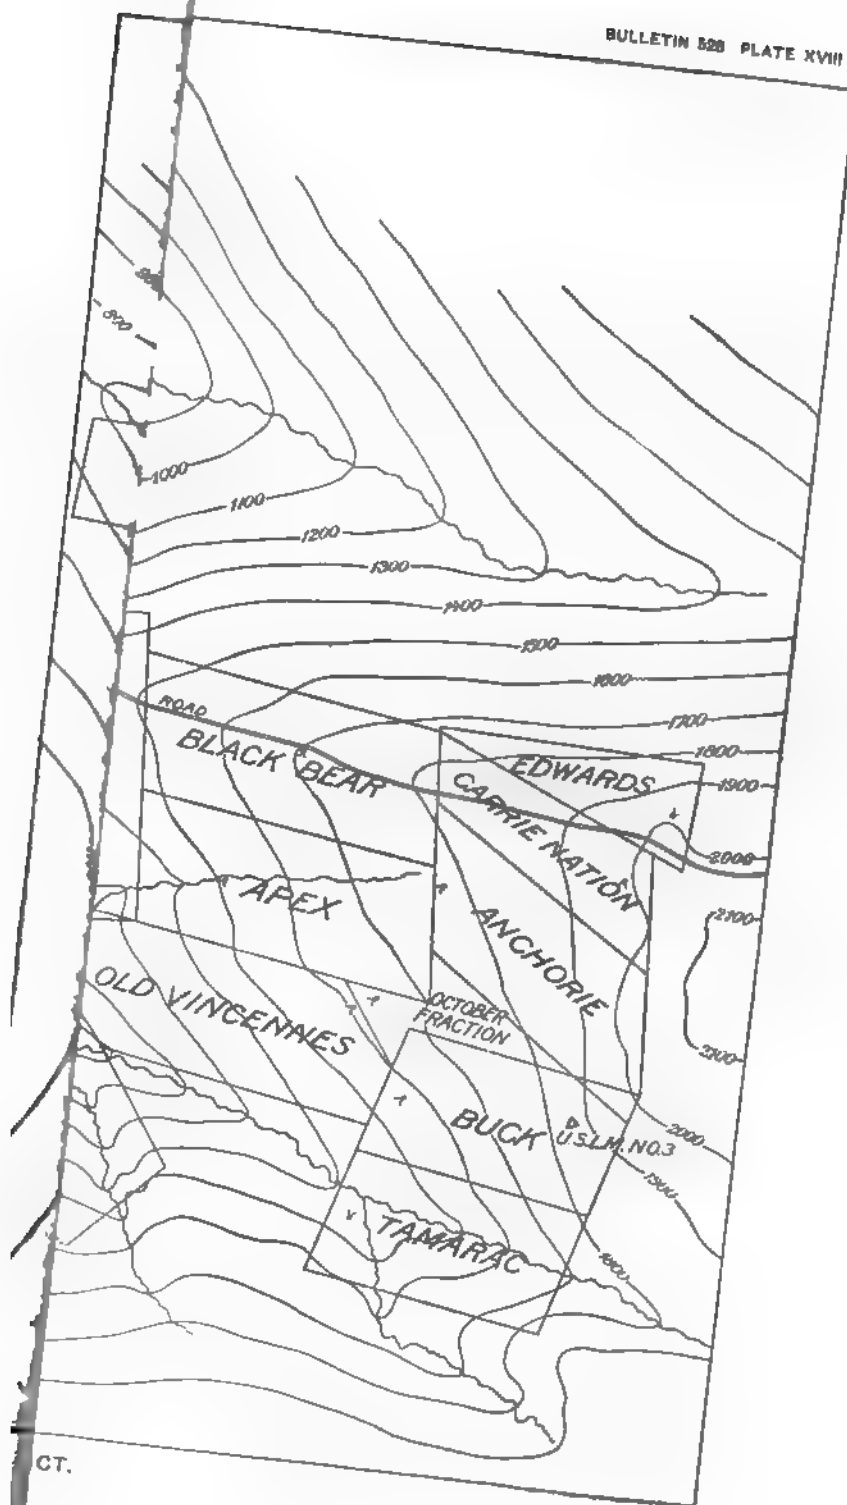 BULLETIN 528 PLATE XVIII
1000
1100
1200
1300
1400
1500
1600
1700
1800
1900
2000
ROAD
BLACK BEAR
EDWARDS
CARRIE NATION
APEX
ANCHORIE
2100
OLD VINCENNES
OCTOBER
FRACTION
BUCK
U.S.L.M. NO.3
2000
1900
TAMARAC
1800
CT.